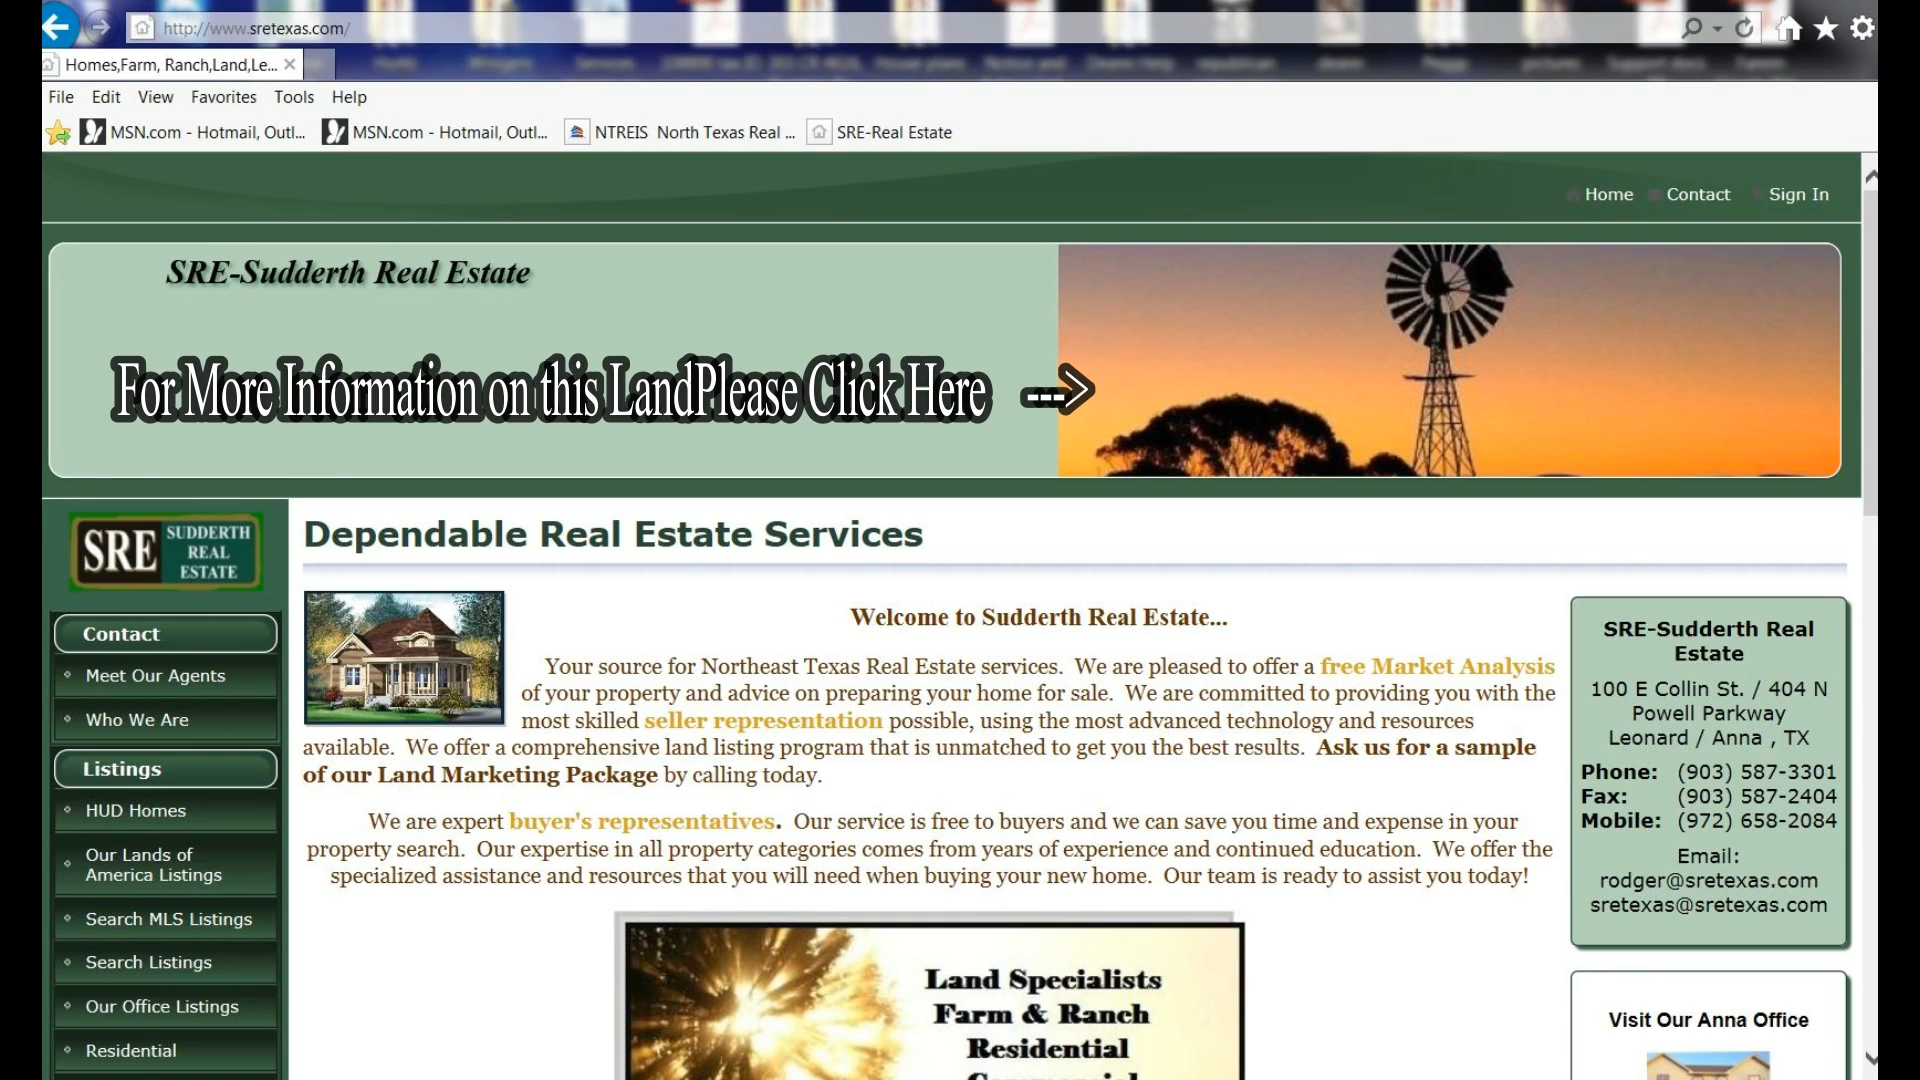 http://www.sretexas.com/
Homes,Farm, Ranch,Land,Le...
File Edit View Favorites Tools Help
MSN.com - Hotmail, Outl... MSN.com - Hotmail, Outl... NTREIS North Texas Real ... SRE-Real Estate
Home Contact Sign In
SRE-Sudderth Real Estate
For More Information on this LandPlease Click Here --->
SRE SUDDERTH
REAL
ESTATE
Contact
Meet Our Agents
Who We Are
Listings
HUD Homes
Our Lands of
America Listings
Search MLS Listings
Search Listings
Our Office Listings
Residential
Dependable Real Estate Services
Welcome to Sudderth Real Estate...
Your source for Northeast Texas Real Estate services. We are pleased to offer a free Market Analysis
of your property and advice on preparing your home for sale. We are committed to providing you with the
most skilled seller representation possible, using the most advanced technology and resources
available. We offer a comprehensive land listing program that is unmatched to get you the best results. Ask us for a sample
of our Land Marketing Package by calling today.
We are expert buyer's representatives. Our service is free to buyers and we can save you time and expense in your
property search. Our expertise in all property categories comes from years of experience and continued education. We offer the
specialized assistance and resources that you will need when buying your new home. Our team is ready to assist you today!
Land Specialists
Farm & Ranch
Residential
Commercial
SRE-Sudderth Real
Estate
100 E Collin St. / 404 N
Powell Parkway
Leonard / Anna , TX
Phone: (903) 587-3301
Fax: (903) 587-2404
Mobile: (972) 658-2084
Email:
rodger@sretexas.com
sretexas@sretexas.com
Visit Our Anna Office